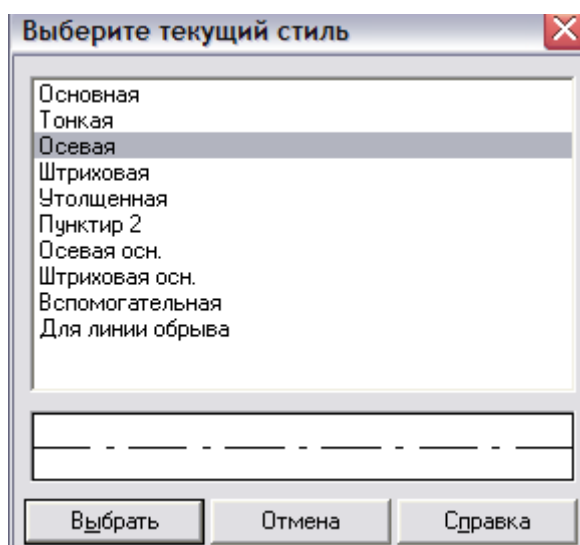 Выберите текущий стиль
Основная
Тонкая
Осевая
Штриховая
Утолщенная
Пунктир 2
Осевая осн.
Штриховая осн.
Вспомогательная
Для линии обрыва
Выбрать Отмена Справка